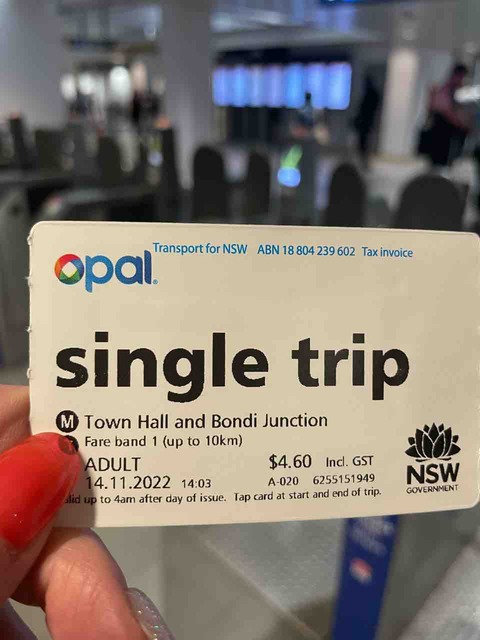 opal. Transport for NSW ABN 18 804 239 602 Tax invoice
single trip
M Town Hall and Bondi Junction
Fare band 1 (up to 10km)
ADULT $4.60 Incl. GST
14.11.2022 14:03 A-020 6255151949
up to 4am after day of issue. Tap card at start and end of trip.
NSW
GOVERNMENT